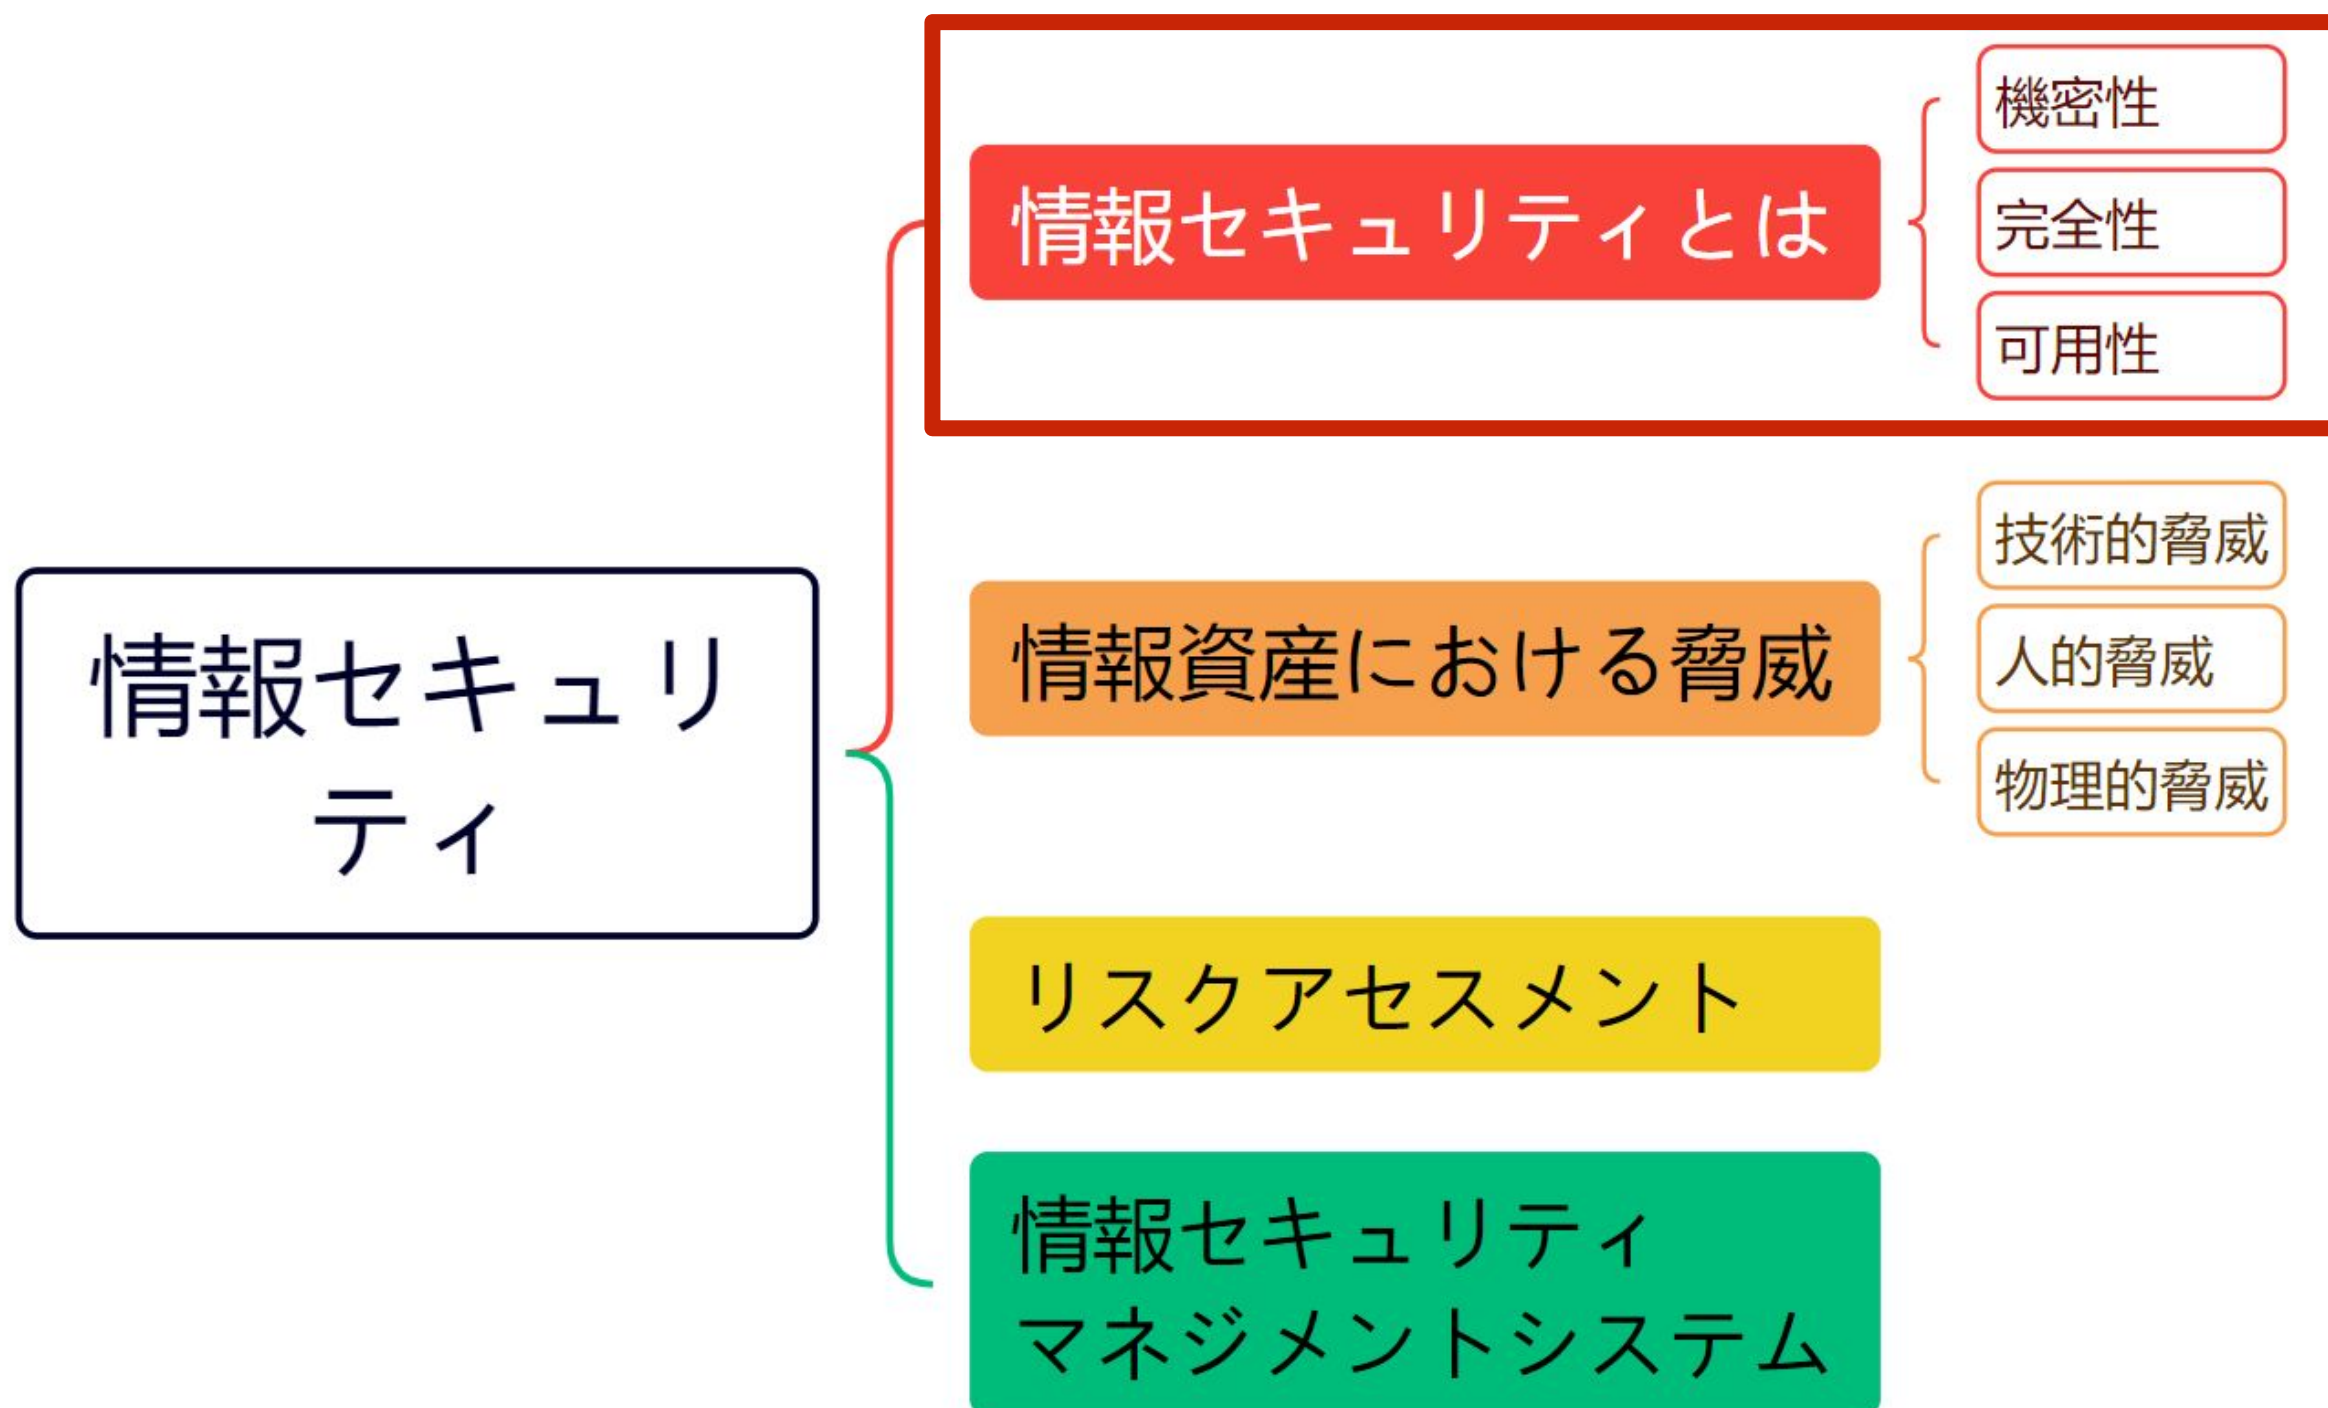 情報セキュリ
ティ
情報セキュリティとは
機密性
完全性
可用性
情報資産における脅威
技術的脅威
人的脅威
物理的脅威
リスクアセスメント
情報セキュリティ
マネジメントシステム